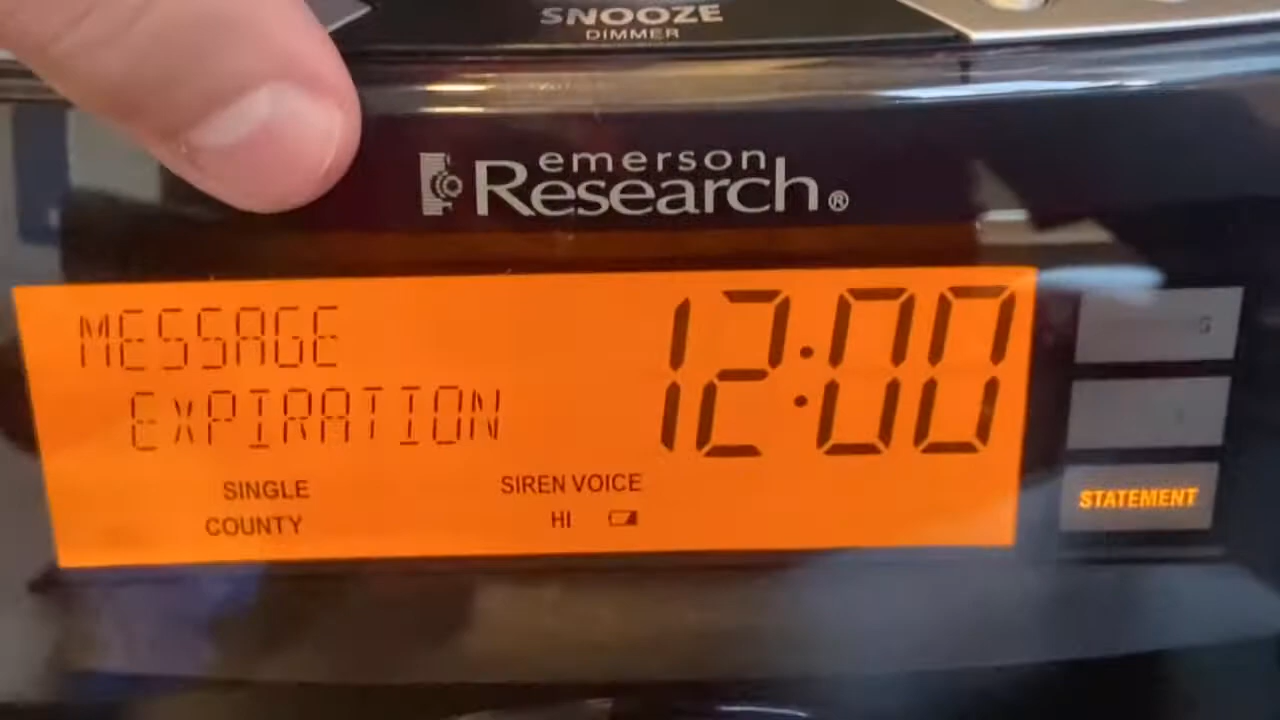 SNOOZE
DIMMER
emerson
Research®
MESSAGE
EXPIRATION
12:00
SINGLE
COUNTY
SIREN VOICE
HI
STATEMENT